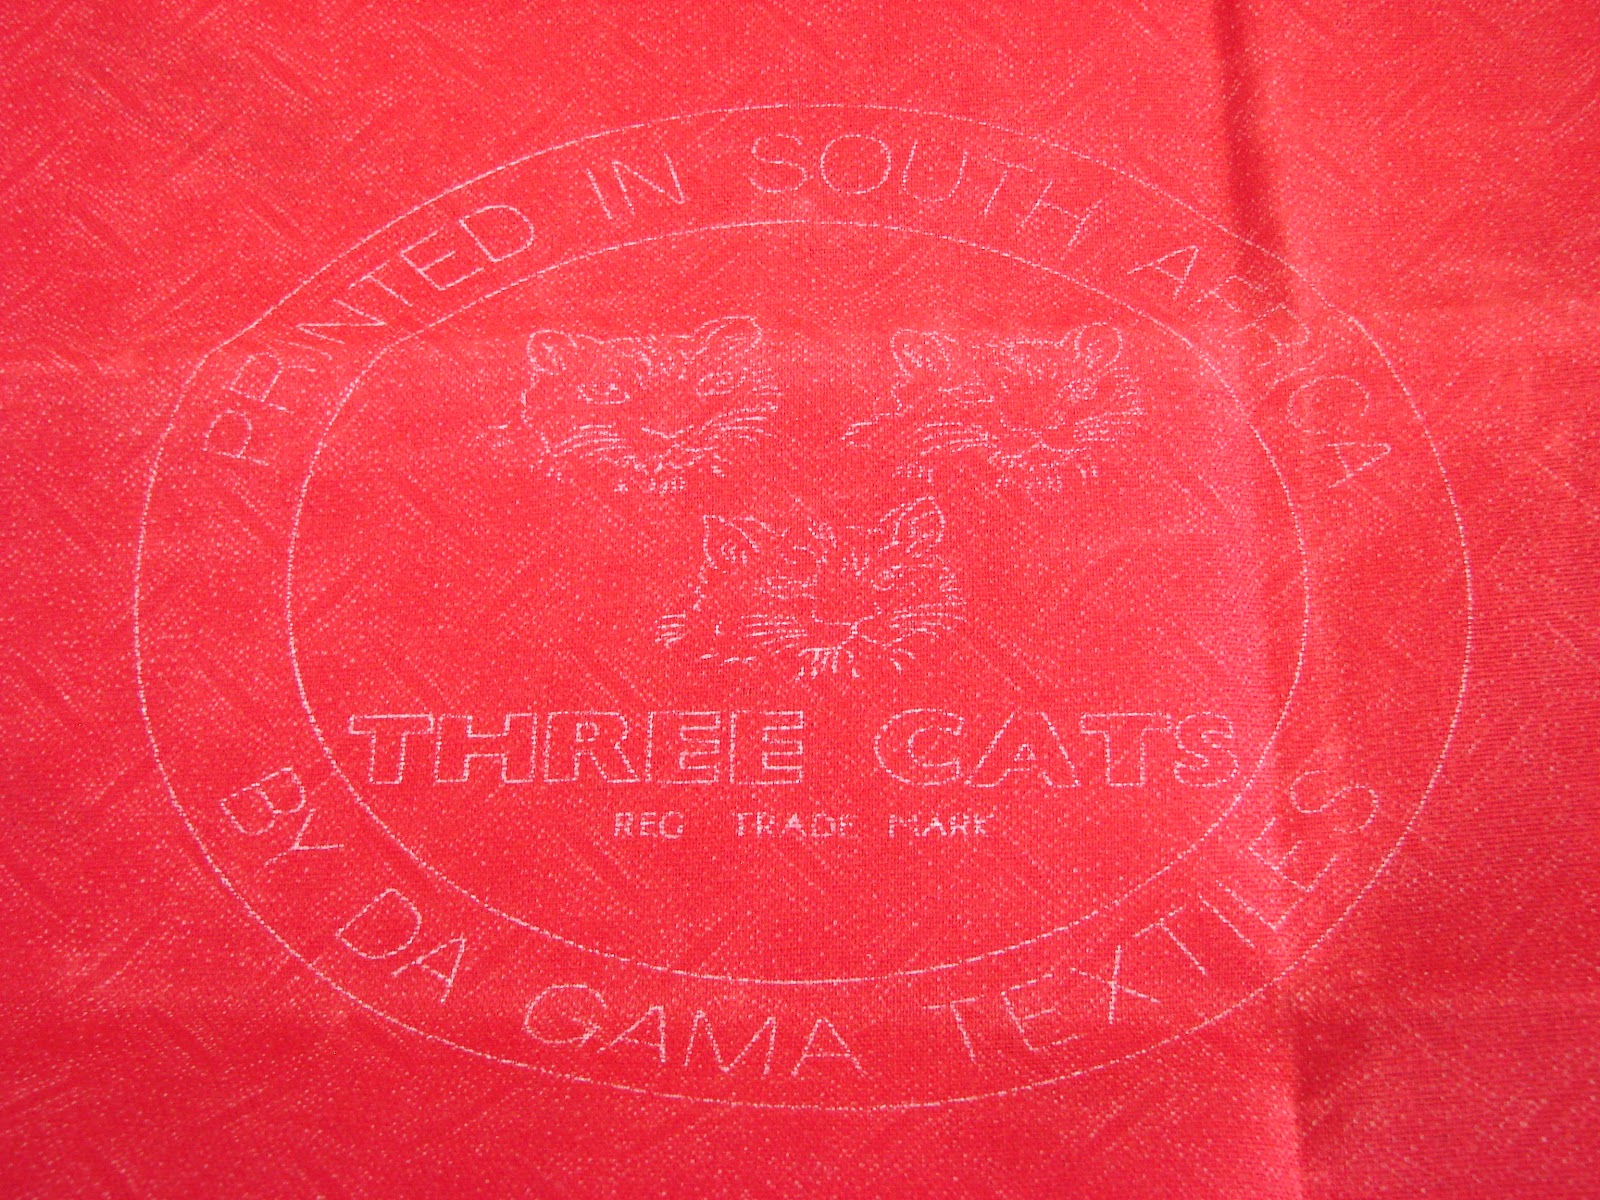 PRINTED IN SOUTH AFRICA
THREE CATS
REG TRADE MARK
BY DA GAMA TEXTILES